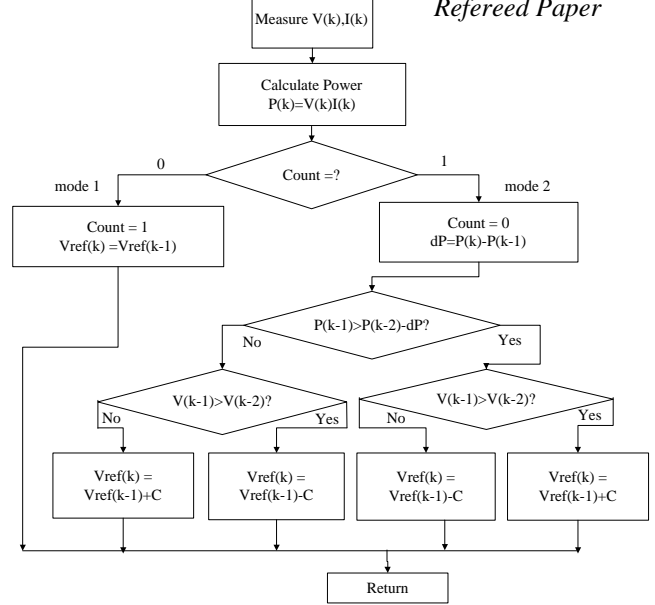 Refereed Paper
Measure V(k),I(k)
Calculate Power
P(k)=V(k)I(k)
Count =?
0
1
mode 1
mode 2
Count = 1
Vref(k) =Vref(k-1)
Count = 0
dP=P(k)-P(k-1)
P(k-1)>P(k-2)-dP?
No
Yes
V(k-1)>V(k-2)?
V(k-1)>V(k-2)?
No
Yes
No
Yes
Vref(k) =
Vref(k-1)+C
Vref(k) =
Vref(k-1)-C
Vref(k) =
Vref(k-1)-C
Vref(k) =
Vref(k-1)+C
Return